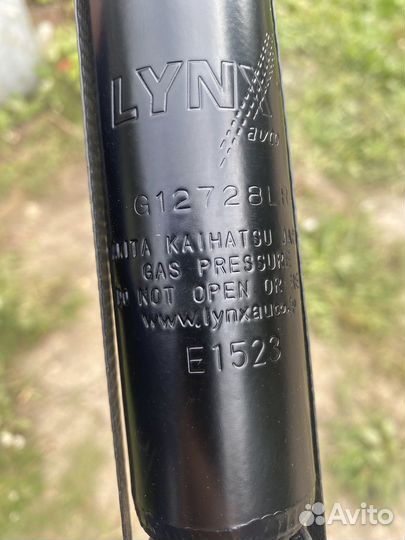 LYNX
auto
G12728LR
KAIHATSU
GAS PRESSURE
NOT OPEN OR
www.lynxauto.
E1523
Avito